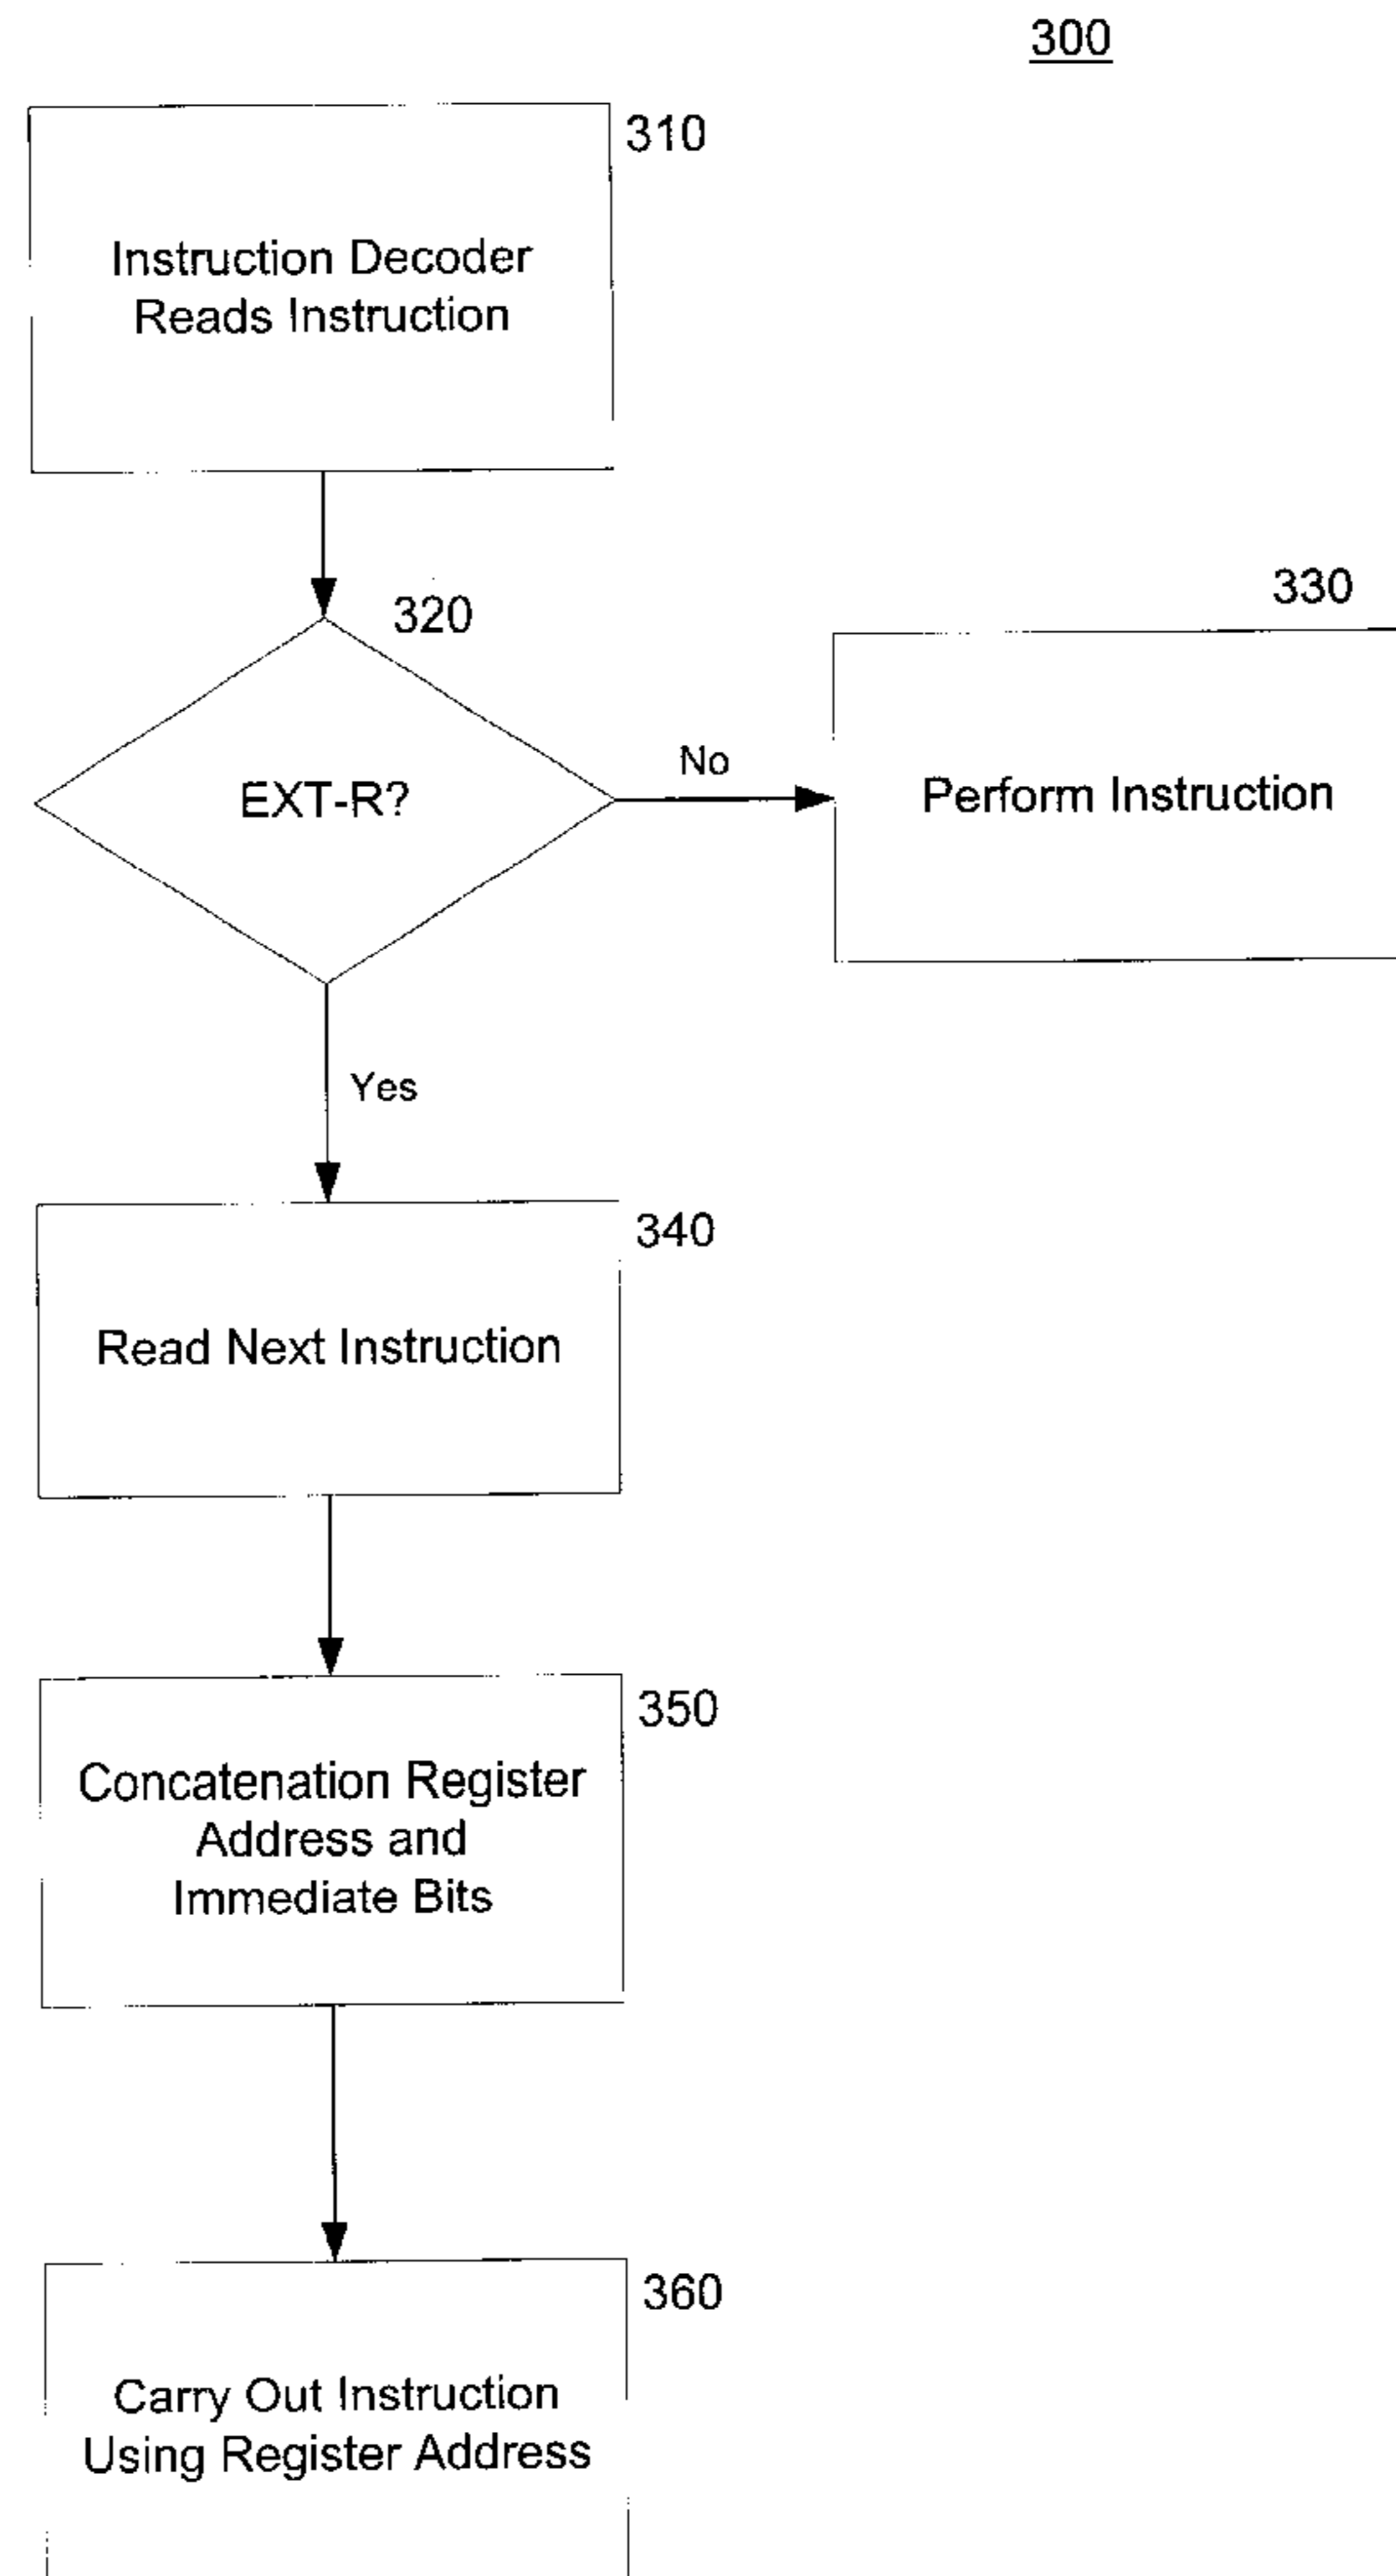 300
310
Instruction Decoder
Reads Instruction
320
EXT-R?
No
330
Perform Instruction
Yes
340
Read Next Instruction
350
Concatenation Register
Address and
Immediate Bits
360
Carry Out Instruction
Using Register Address